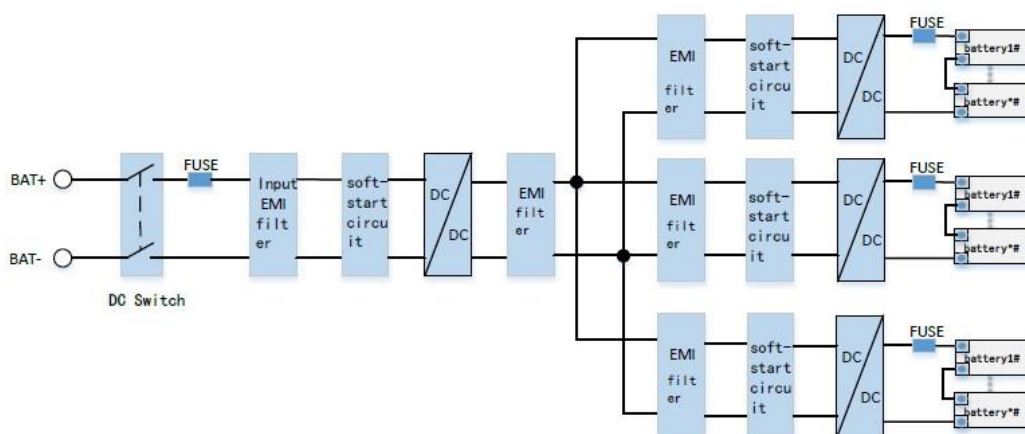 BAT+
BAT-
DC Switch
FUSE
Input
EMI
filt
er
soft-
start
circu
it
DC
DC
EMI
filt
er
EMI
filt
er
soft-
start
circu
it
DC
DC
FUSE
battery1#
battery*#
EMI
filt
er
soft-
start
circu
it
DC
DC
FUSE
battery1#
battery*#
EMI
filt
er
soft-
start
circu
it
DC
DC
FUSE
battery1#
battery*#